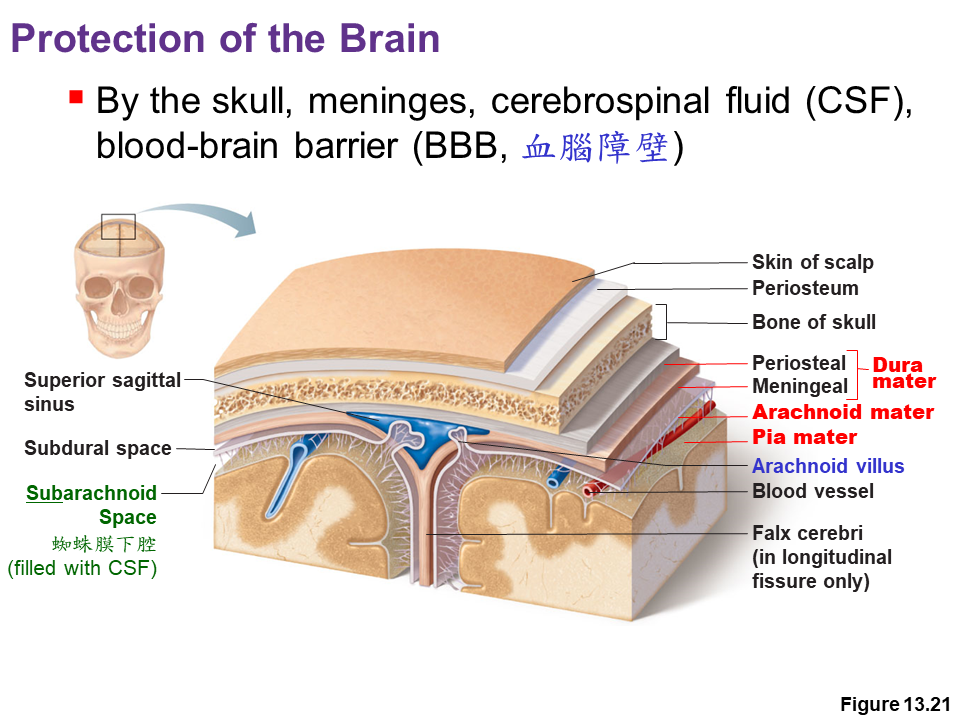 Protection of the Brain
By the skull, meninges, cerebrospinal fluid (CSF),
blood-brain barrier (BBB, 血腦障壁)
Skin of scalp
Periosteum
Bone of skull
Periosteal
Meningeal
Dura
mater
Arachnoid mater
Pia mater
Arachnoid villus
Blood vessel
Falx cerebri
(in longitudinal
fissure only)
Superior sagittal
sinus
Subdural space
Subarachnoid
Space
蜘蛛膜下腔
(filled with CSF)
Figure 13.21